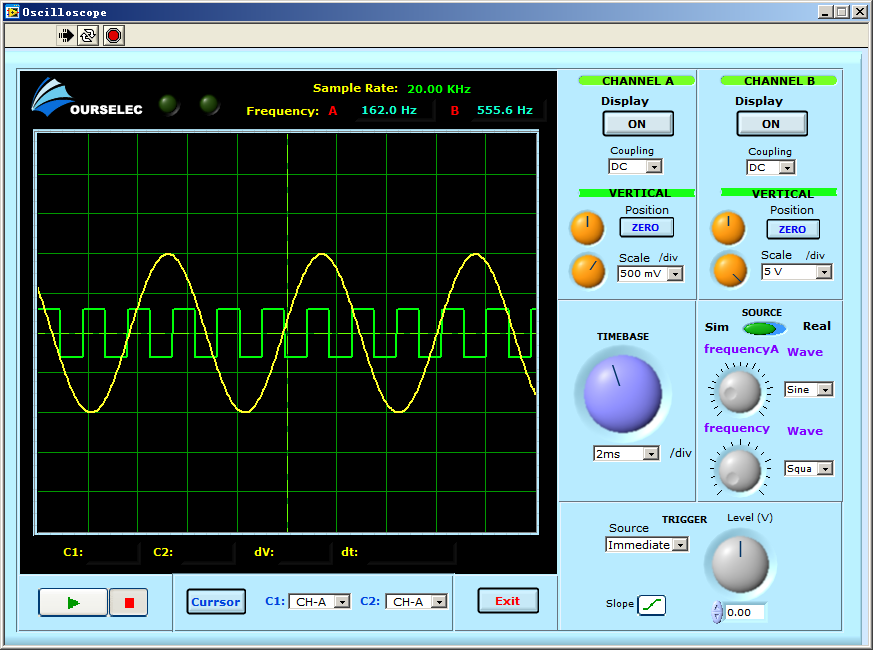 Oscilloscope
OURSELEC
Sample Rate: 20.00 KHz
Frequency: A 162.0 Hz B 555.6 Hz
CHANNEL A
Display
ON
Coupling
DC
VERTICAL
Position
ZERO
Scale /div
500 mV
CHANNEL B
Display
ON
Coupling
DC
VERTICAL
Position
ZERO
Scale /div
5 V
TIMEBASE
2ms /div
SOURCE
Sim Real
frequencyA Wave
Sine
frequency Wave
Squa
TRIGGER
Source
Immediate
Level (V)
Slope
0.00
C1: C2: dV: dt:
Currsor C1: CH-A C2: CH-A
Exit